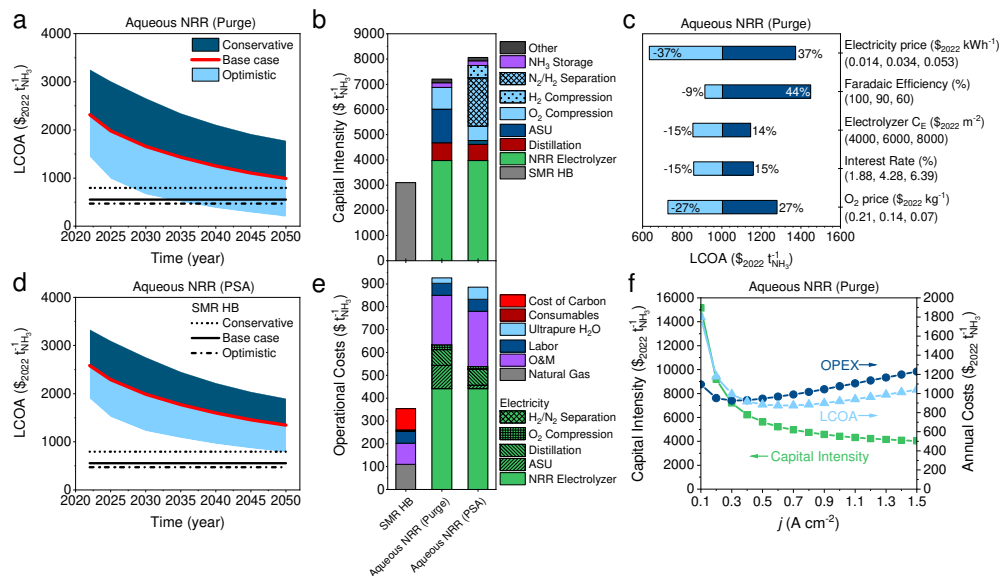 a
Aqueous NRR (Purge)
4000
3000
2000
1000
0
LCOA ($2022 t-1NH3)
Conservative
Base case
Optimistic
2020 2025 2030 2035 2040 2045 2050
Time (year)
b
9000
8000
7000
6000
5000
4000
3000
2000
1000
0
Capital Intensity ($ t-1NH3)
Other
NH3 Storage
N2/H2 Separation
H2 Compression
O2 Compression
ASU
Distillation
NRR Electrolyzer
SMR HB
c
Aqueous NRR (Purge)
-37% 37%
Electricity price ($2022 kWh-1)
(0.014, 0.034, 0.053)
-9% 44%
Faradaic Efficiency (%)
(100, 90, 60)
-15% 14%
Electrolyzer CE ($2022 m-2)
(4000, 6000, 8000)
-15% 15%
Interest Rate (%)
(1.88, 4.28, 6.39)
-27% 27%
O2 price ($2022 kg-1)
(0.21, 0.14, 0.07)
600 800 1000 1200 1400 1600
LCOA ($2022 t-1NH3)
d
Aqueous NRR (PSA)
4000
3000
2000
1000
0
LCOA ($2022 t-1NH3)
SMR HB
Conservative
Base case
Optimistic
2020 2025 2030 2035 2040 2045 2050
Time (year)
e
900
800
700
600
500
400
300
200
100
0
Operational Costs ($ t-1NH3)
Cost of Carbon
Consumables
Ultrapure H2O
Labor
O&M
Natural Gas
Electricity
H2/N2 Separation
O2 Compression
Distillation
ASU
NRR Electrolyzer
SMR HB
Aqueous NRR (Purge)
Aqueous NRR (PSA)
f
Aqueous NRR (Purge)
16000
14000
12000
10000
8000
6000
4000
2000
0
Capital Intensity ($2022 t-1NH3)
OPEX
LCOA
Capital Intensity
2000
1800
1600
1400
1200
1000
800
600
400
200
0
Annual Costs ($2022 t-1NH3)
0.1 0.3 0.5 0.7 0.9 1.1 1.3 1.5
j (A cm-2)